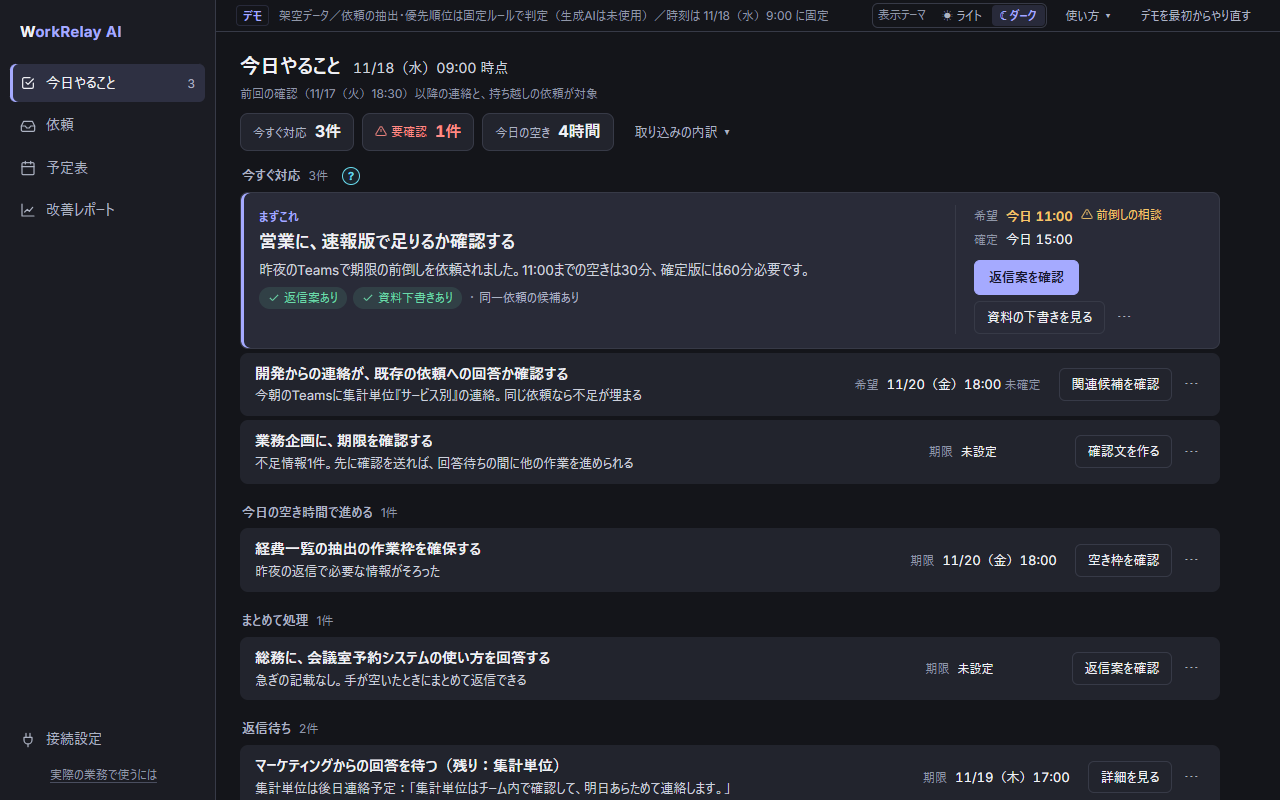 WorkRelay AI
今日やること 3
依頼
予定表
改善レポート
接続設定
実際の業務で使うには
デモ 架空データ／依頼の抽出・優先順位は固定ルールで判定（生成AIは未使用）／時刻は 11/18（水）9:00 に固定
表示テーマ ライト ダーク 使い方 ▼ デモを最初からやり直す
今日やること 11/18（水）09:00 時点
前回の確認（11/17（火）18:30）以降の連絡と、持ち越しの依頼が対象
今すぐ対応 3件 要確認 1件 今日の空き 4時間 取り込みの内訳 ▼
今すぐ対応 3件 ?
まずこれ
営業に、速報版で足りるか確認する
昨夜のTeamsで期限の前倒しを依頼されました。11:00までの空きは30分、確定版には60分必要です。
✓ 返信案あり ✓ 資料下書きあり ・同一依頼の候補あり
希望 今日 11:00 前倒しの相談
確定 今日 15:00
返信案を確認
資料の下書きを見る ···
開発からの連絡が、既存の依頼への回答か確認する
今朝のTeamsに集計単位『サービス別』の連絡。同じ依頼なら不足が埋まる
希望 11/20（金）18:00 未確定 関連候補を確認 ···
業務企画に、期限を確認する
不足情報1件。先に確認を送れば、回答待ちの間に他の作業を進められる
期限 未設定 確認文を作る ···
今日の空き時間で進める 1件
経費一覧の抽出の作業枠を確保する
昨夜の返信で必要な情報がそろった
期限 11/20（金）18:00 空き枠を確認 ···
まとめて処理 1件
総務に、会議室予約システムの使い方を回答する
急ぎの記載なし。手が空いたときにまとめて返信できる
期限 未設定 返信案を確認 ···
返信待ち 2件
マーケティングからの回答を待つ（残り：集計単位）
集計単位は後日連絡予定：「集計単位はチーム内で確認して、明日あらためて連絡します。」
期限 11/19（木）17:00 詳細を見る ···